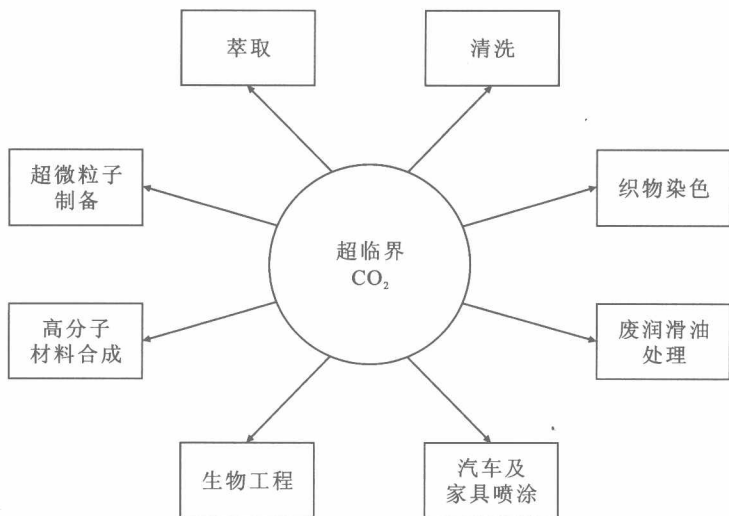 萃取
清洗
超微粒子
制备
织物染色
超临界
CO₂
高分子
材料合成
废润滑油
处理
生物工程
汽车及
家具喷涂